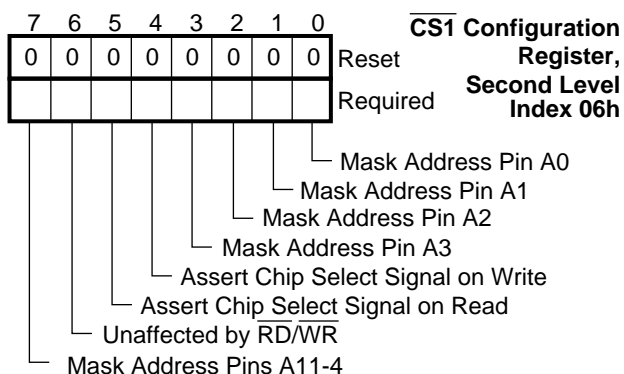 7 6 5 4 3 2 1 0
0 0 0 0 0 0 0 0 Reset
Required
CS1 Configuration
Register,
Second Level
Index 06h
Mask Address Pin A0
Mask Address Pin A1
Mask Address Pin A2
Mask Address Pin A3
Assert Chip Select Signal on Write
Assert Chip Select Signal on Read
Unaffected by RD/WR
Mask Address Pins A11-4